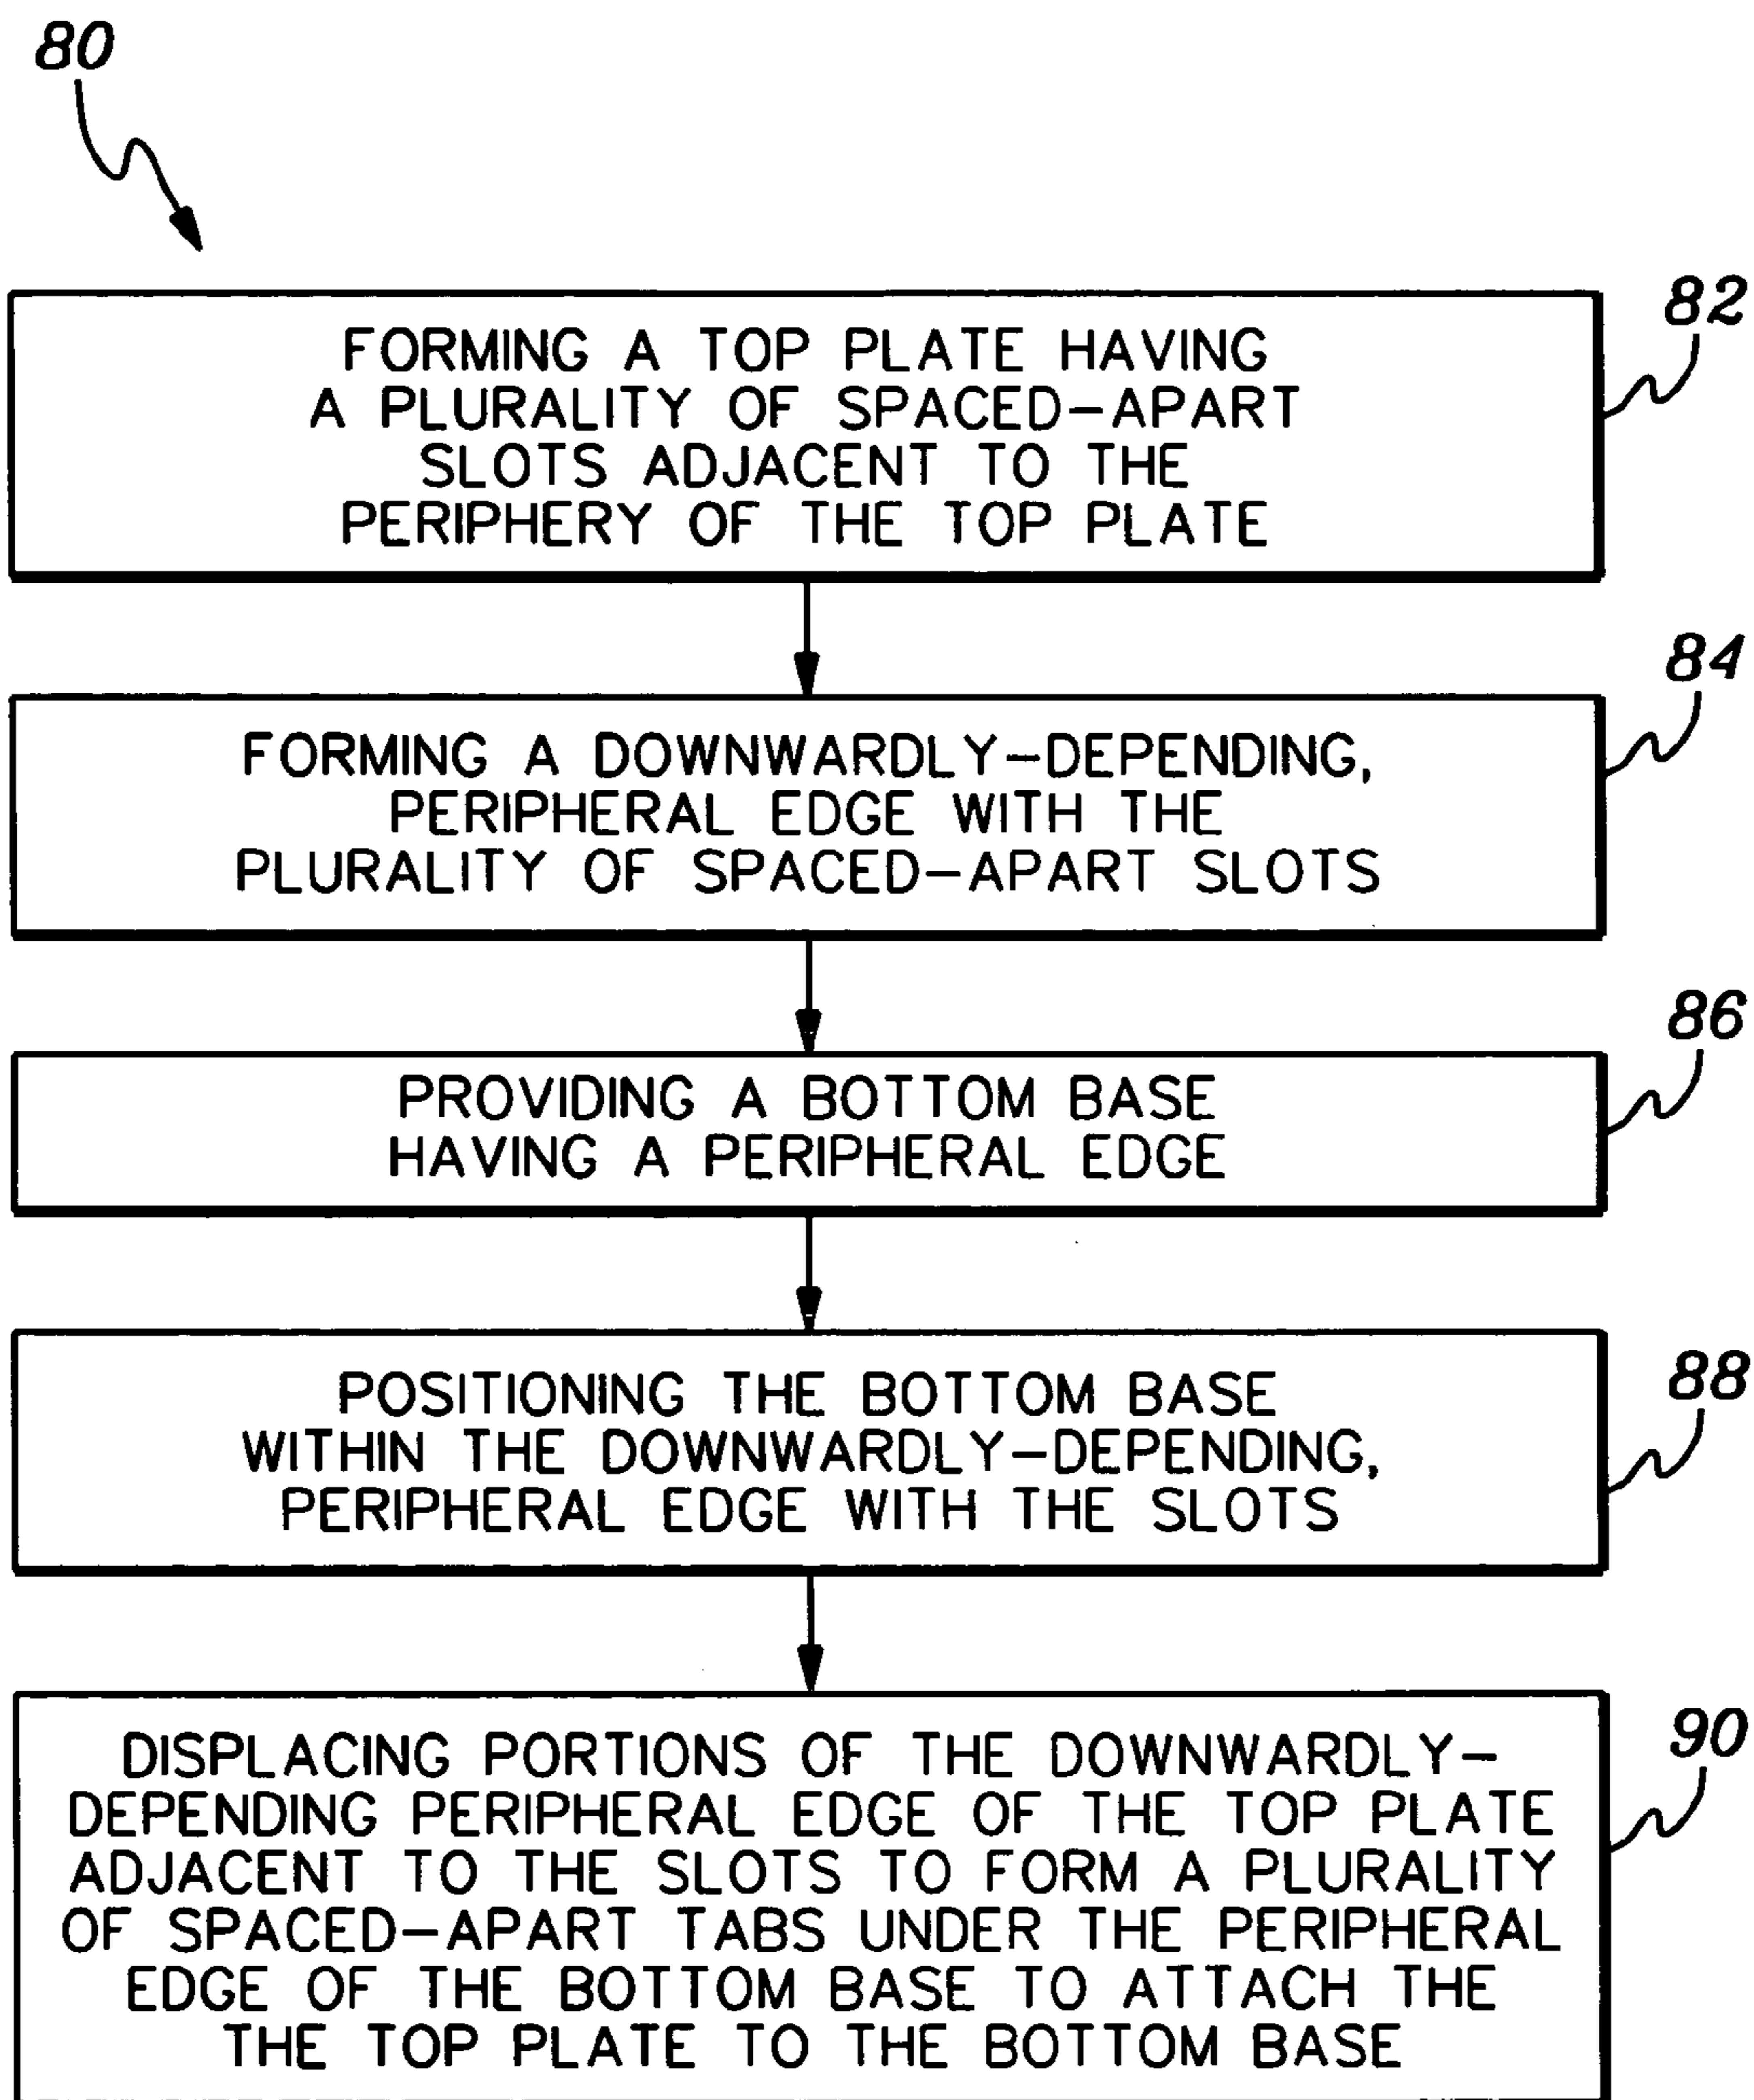 80
82
FORMING A TOP PLATE HAVING
A PLURALITY OF SPACED-APART
SLOTS ADJACENT TO THE
PERIPHERY OF THE TOP PLATE
84
FORMING A DOWNWARDLY-DEPENDING,
PERIPHERAL EDGE WITH THE
PLURALITY OF SPACED-APART SLOTS
86
PROVIDING A BOTTOM BASE
HAVING A PERIPHERAL EDGE
88
POSITIONING THE BOTTOM BASE
WITHIN THE DOWNWARDLY-DEPENDING,
PERIPHERAL EDGE WITH THE SLOTS
90
DISPLACING PORTIONS OF THE DOWNWARDLY-
DEPENDING PERIPHERAL EDGE OF THE TOP PLATE
ADJACENT TO THE SLOTS TO FORM A PLURALITY
OF SPACED-APART TABS UNDER THE PERIPHERAL
EDGE OF THE BOTTOM BASE TO ATTACH THE
THE TOP PLATE TO THE BOTTOM BASE